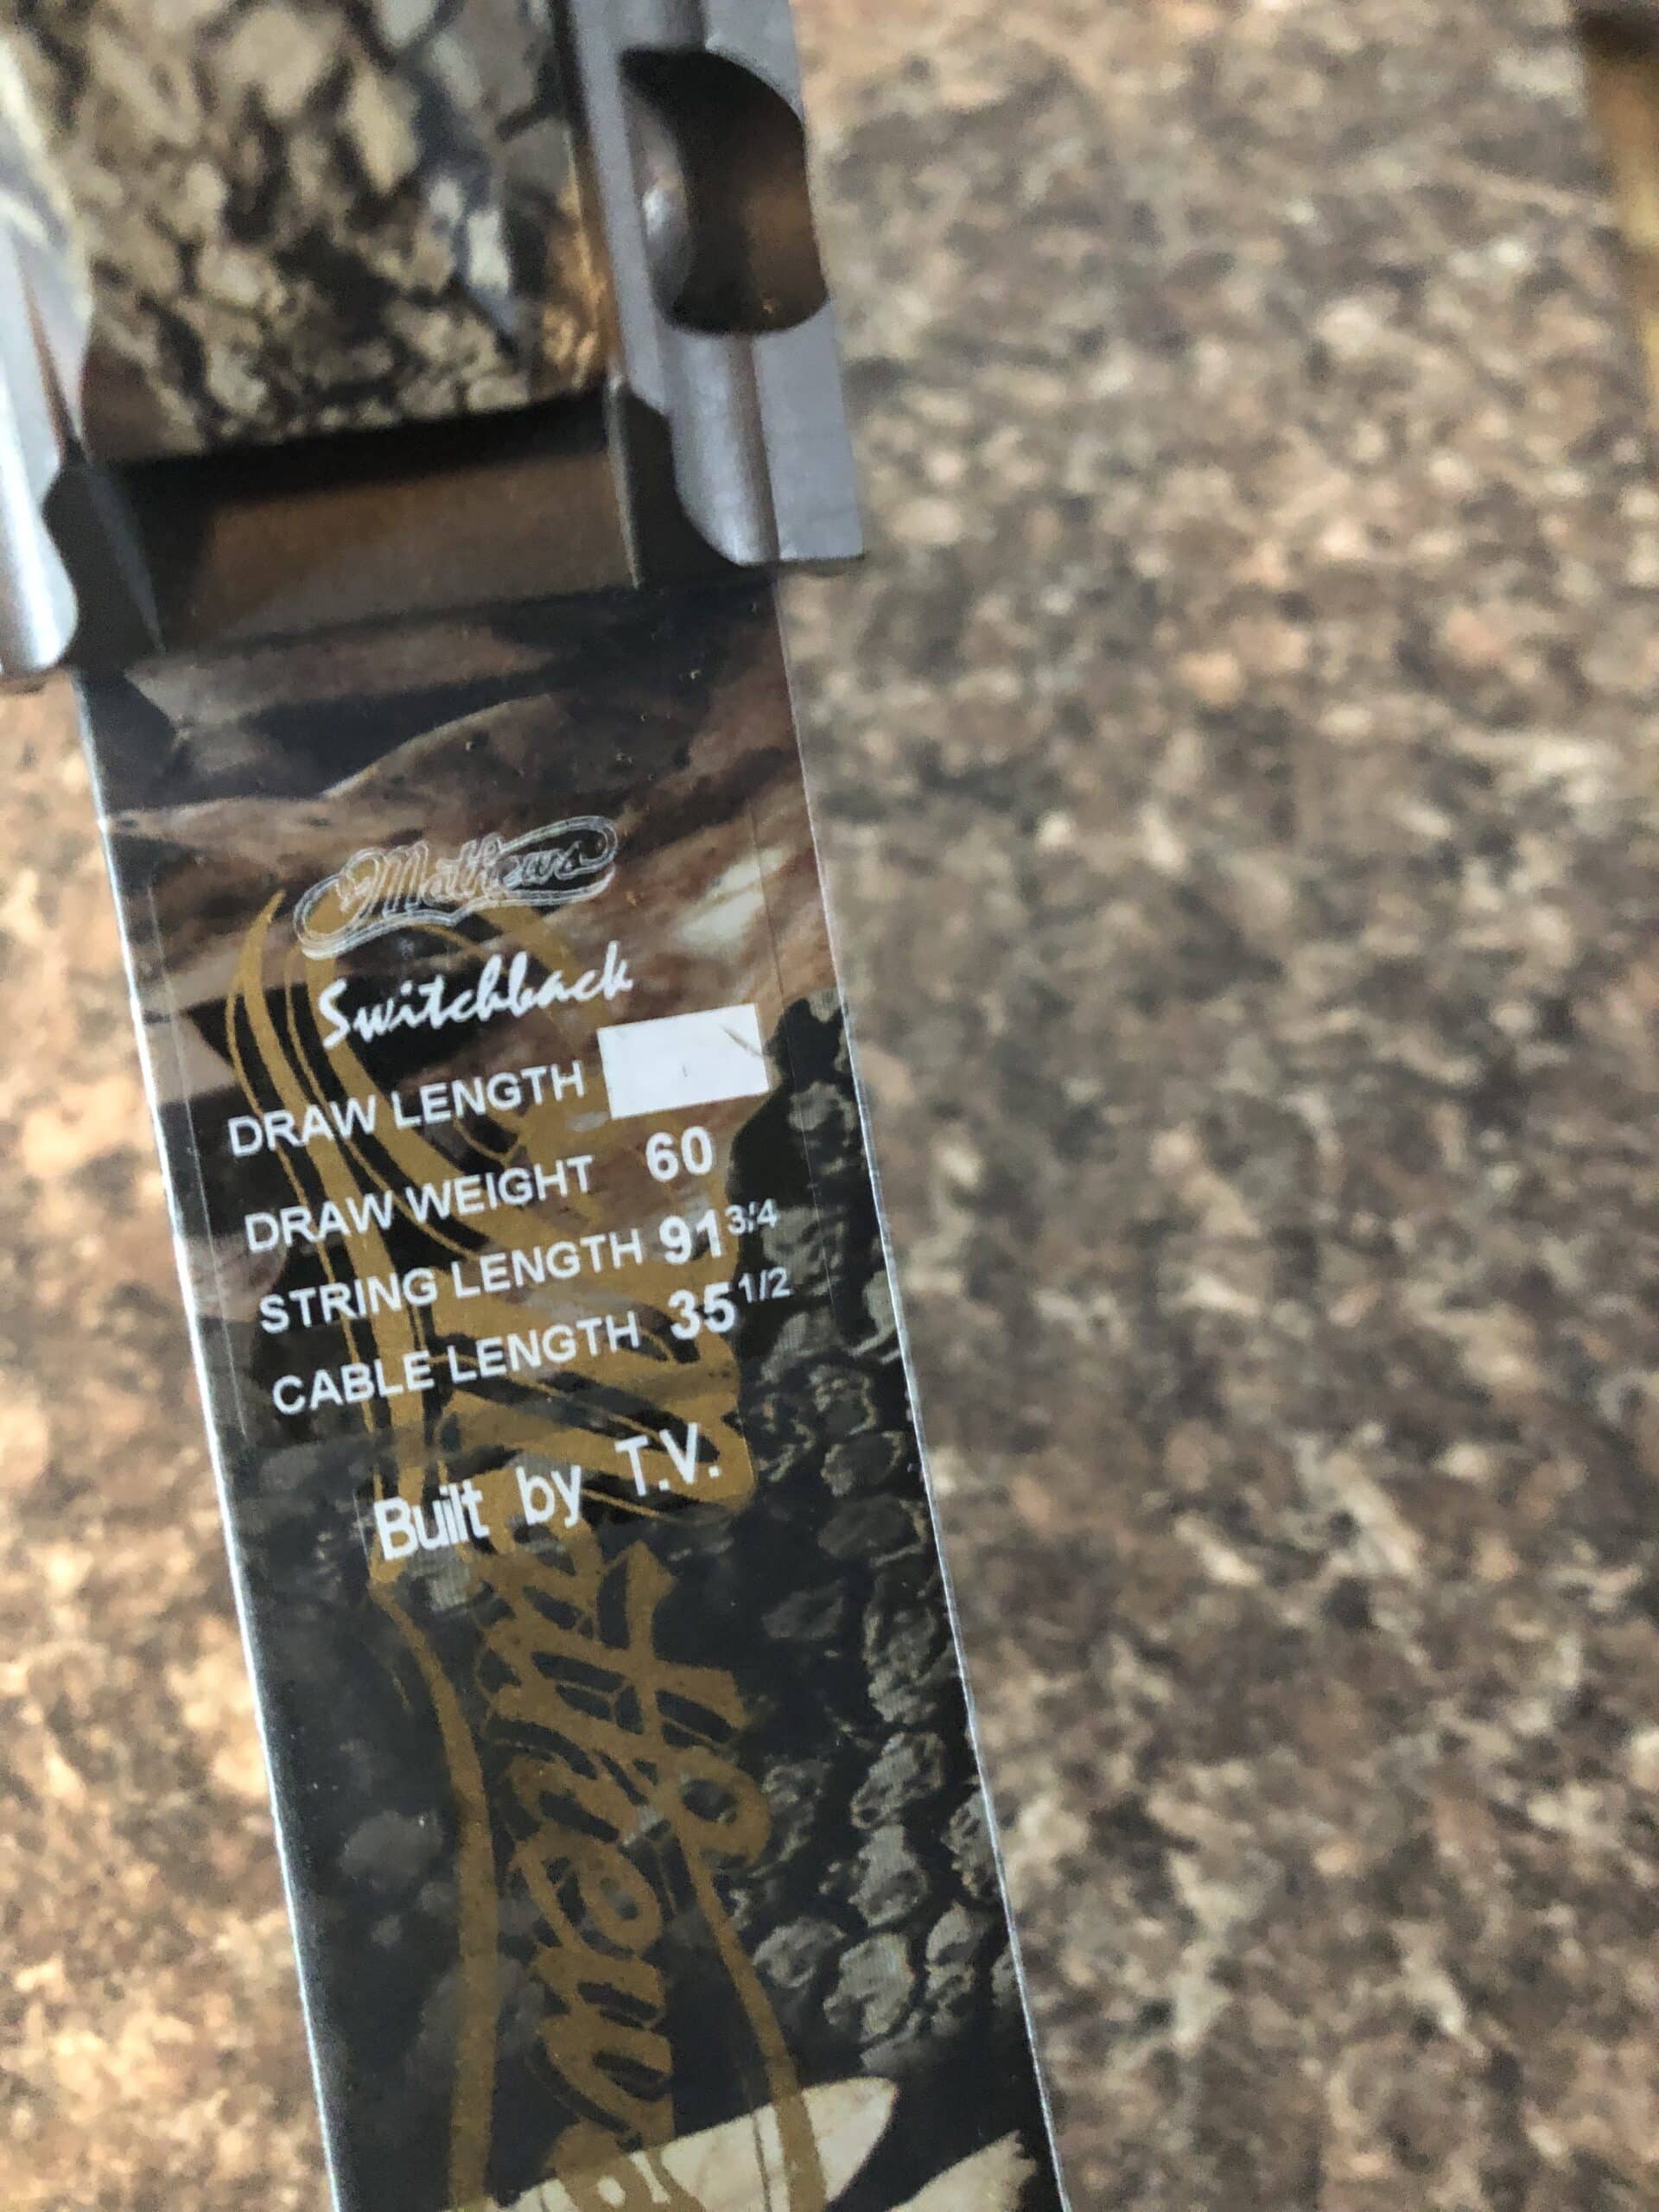 Mathews
Switchback
DRAW LENGTH
DRAW WEIGHT 60
STRING LENGTH 91 3/4
CABLE LENGTH 35 1/2
Built by T.V.
Mathews